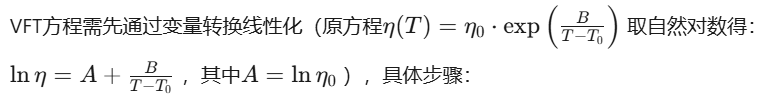 VFT方程需先通过变量转换线性化（原方程η(T) = η₀ · exp(B/(T−T₀)) 取自然对数得：
ln η = A + B/(T−T₀) ，其中A = ln η₀ ），具体步骤：